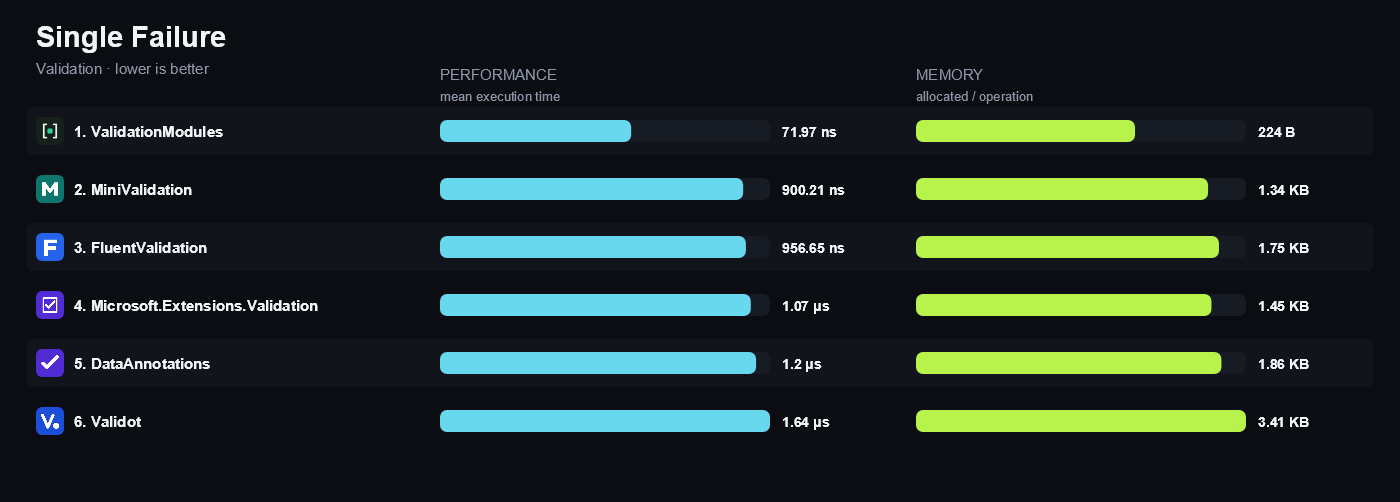 Single Failure
Validation · lower is better
PERFORMANCE
mean execution time
MEMORY
allocated / operation
1. ValidationModules 71.97 ns 224 B
M 2. MiniValidation 900.21 ns 1.34 KB
F 3. FluentValidation 956.65 ns 1.75 KB
4. Microsoft.Extensions.Validation 1.07 µs 1.45 KB
5. DataAnnotations 1.2 µs 1.86 KB
V. 6. Validot 1.64 µs 3.41 KB